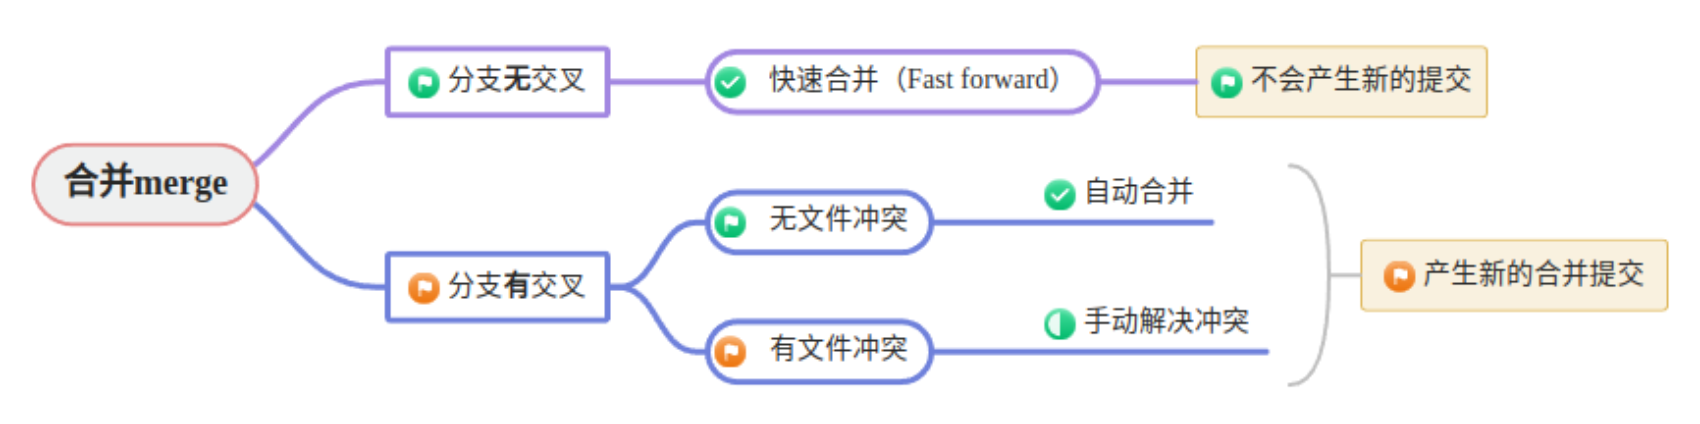 合并merge
分支无交叉
快速合并（Fast forward）
不会产生新的提交
分支有交叉
无文件冲突
自动合并
有文件冲突
手动解决冲突
产生新的合并提交